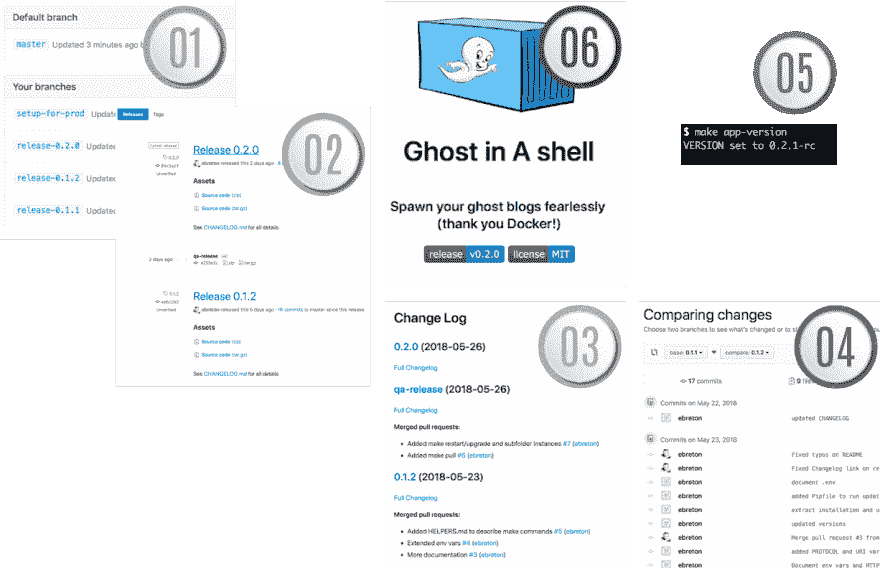 Default branch
master Updated 3 minutes ago
01
Your branches
setup-for-prod
release-0.2.0 Updated
release-0.1.2 Updated
release-0.1.1 Updated
Releases Tags
02
Latest release
0.2.0
Verified
Release 0.2.0
ebreton released this 2 days ago
Assets
Source code (zip)
Source code (tar.gz)
See CHANGELOG.md for all details
2 days ago
qa-release
zip tar.gz
0.1.2
Verified
Release 0.1.2
ebreton released this 5 days ago · 16 commits to master since this release
Assets
Source code (zip)
Source code (tar.gz)
See CHANGELOG.md for all details
06
Ghost in A shell
Spawn your ghost blogs fearlessly
(thank you Docker!)
release v0.2.0 license MIT
05
$ make app-version
VERSION set to 0.2.1-rc
Change Log
03
0.2.0 (2018-05-26)
Full Changelog
qa-release (2018-05-26)
Full Changelog
Merged pull requests:
Added make restart/upgrade and subfolder instances #7 (ebreton)
Added make pull #6 (ebreton)
0.1.2 (2018-05-23)
Full Changelog
Merged pull requests:
Added HELPERS.md to describe make commands #5 (ebreton)
Extended env vars #4 (ebreton)
More documentation #3 (ebreton)
Comparing changes
Choose two branches to see what's changed or to
04
base: 0.1.1 compare: 0.1.2
17 commits
9
Commits on May 22, 2018
ebreton updated CHANGELOG
Commits on May 23, 2018
ebreton Fixed typos on README
ebreton Fixed Changelog link on
ebreton document .env
ebreton added Pipfile to run
ebreton extract installation and
ebreton updated versions
ebreton Merge pull request #3 from
ebreton added PROTOCOL and URI
ebreton Document env vars and